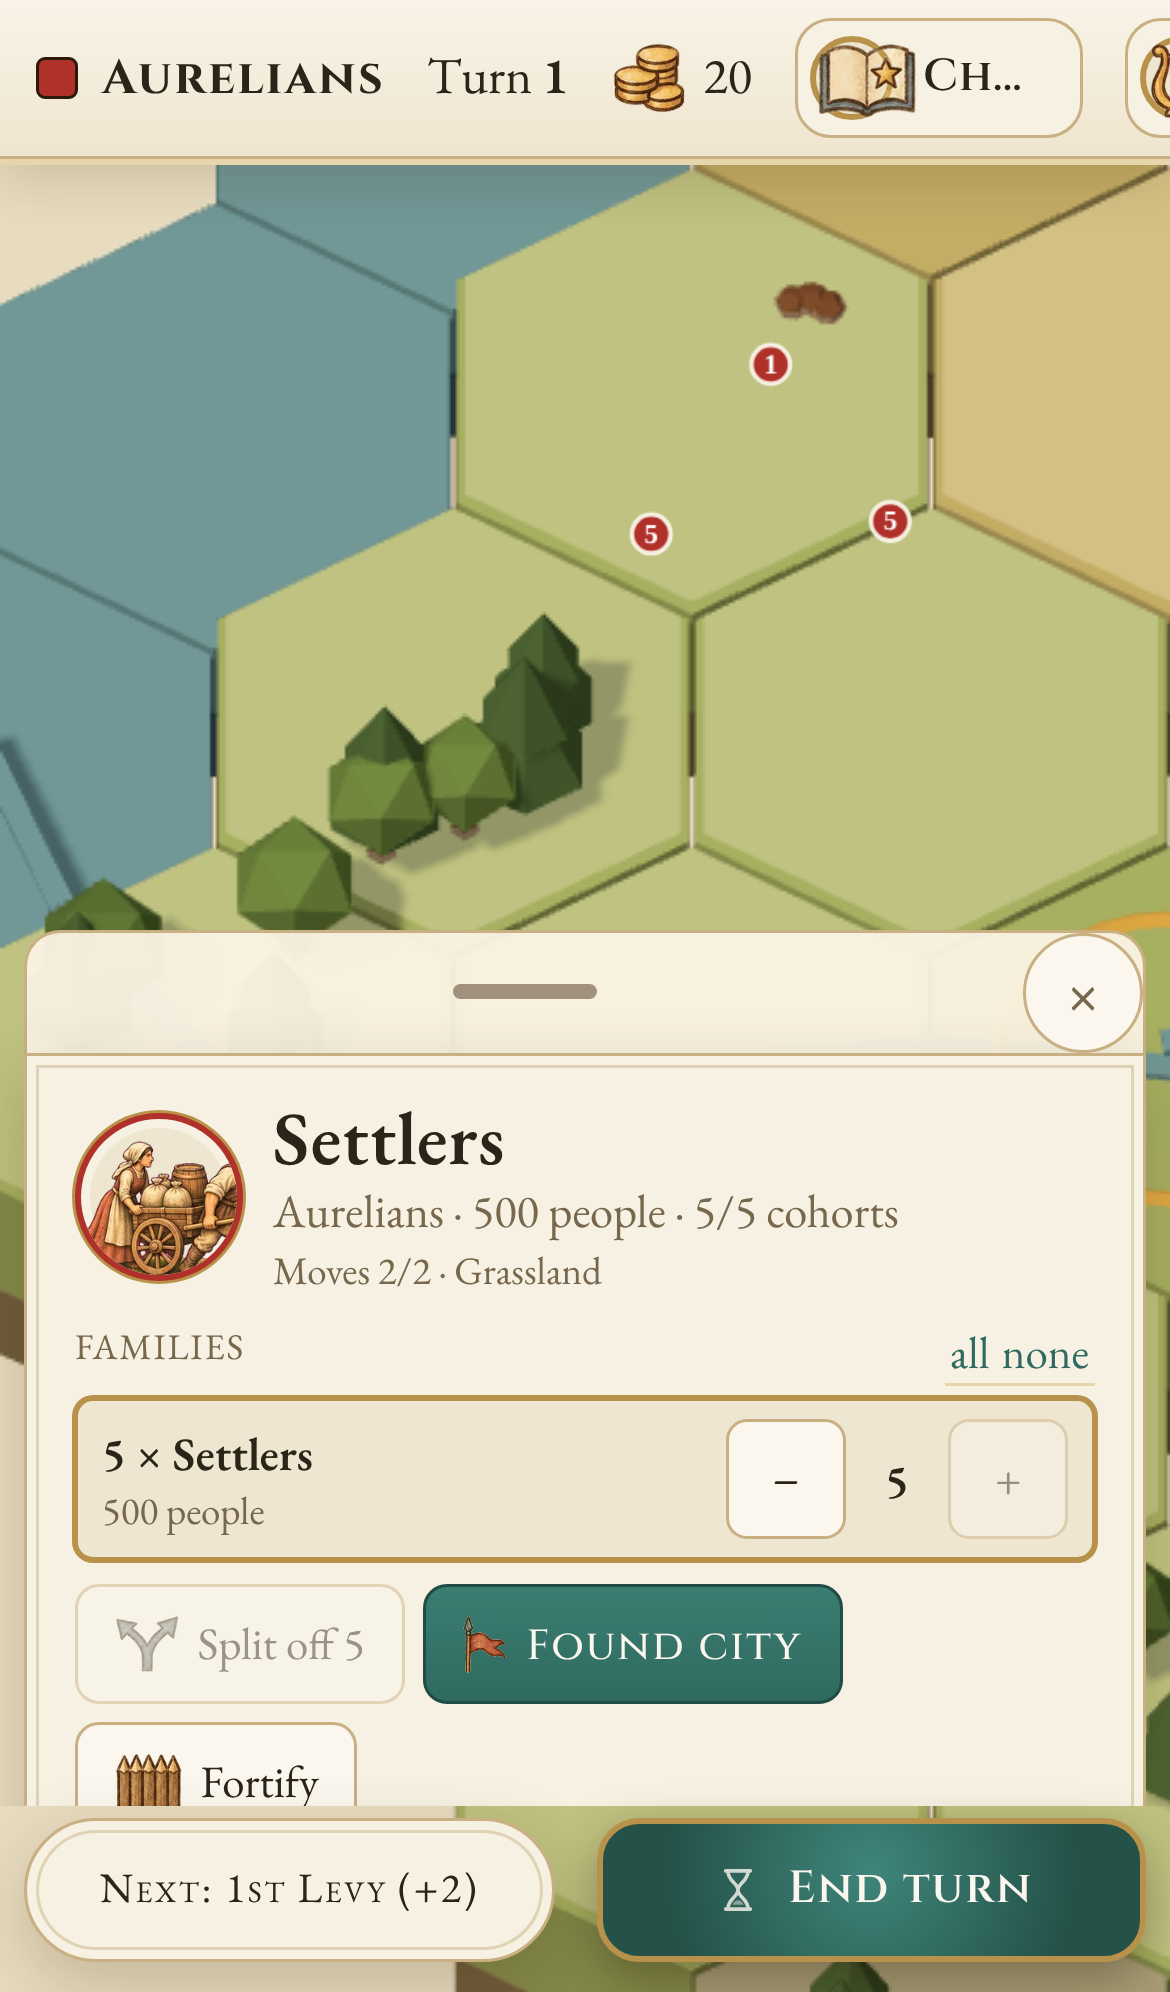 AURELIANS Turn 1 20 CH...
1
5 5
×
Settlers
Aurelians · 500 people · 5/5 cohorts
Moves 2/2 · Grassland
FAMILIES all none
5 × Settlers
500 people
− 5 +
Split off 5 FOUND CITY
Fortify
NEXT: 1ST LEVY (+2) END TURN